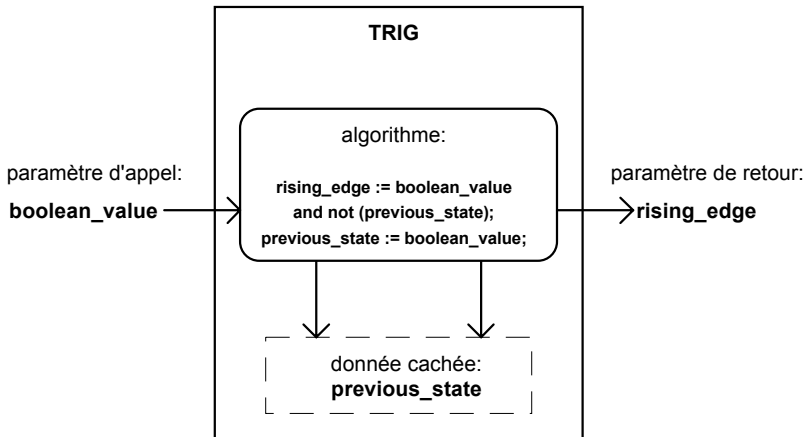 TRIG
algorithme:
rising_edge := boolean_value
and not (previous_state);
previous_state := boolean_value;
paramètre d'appel:
boolean_value
paramètre de retour:
rising_edge
donnée cachée:
previous_state